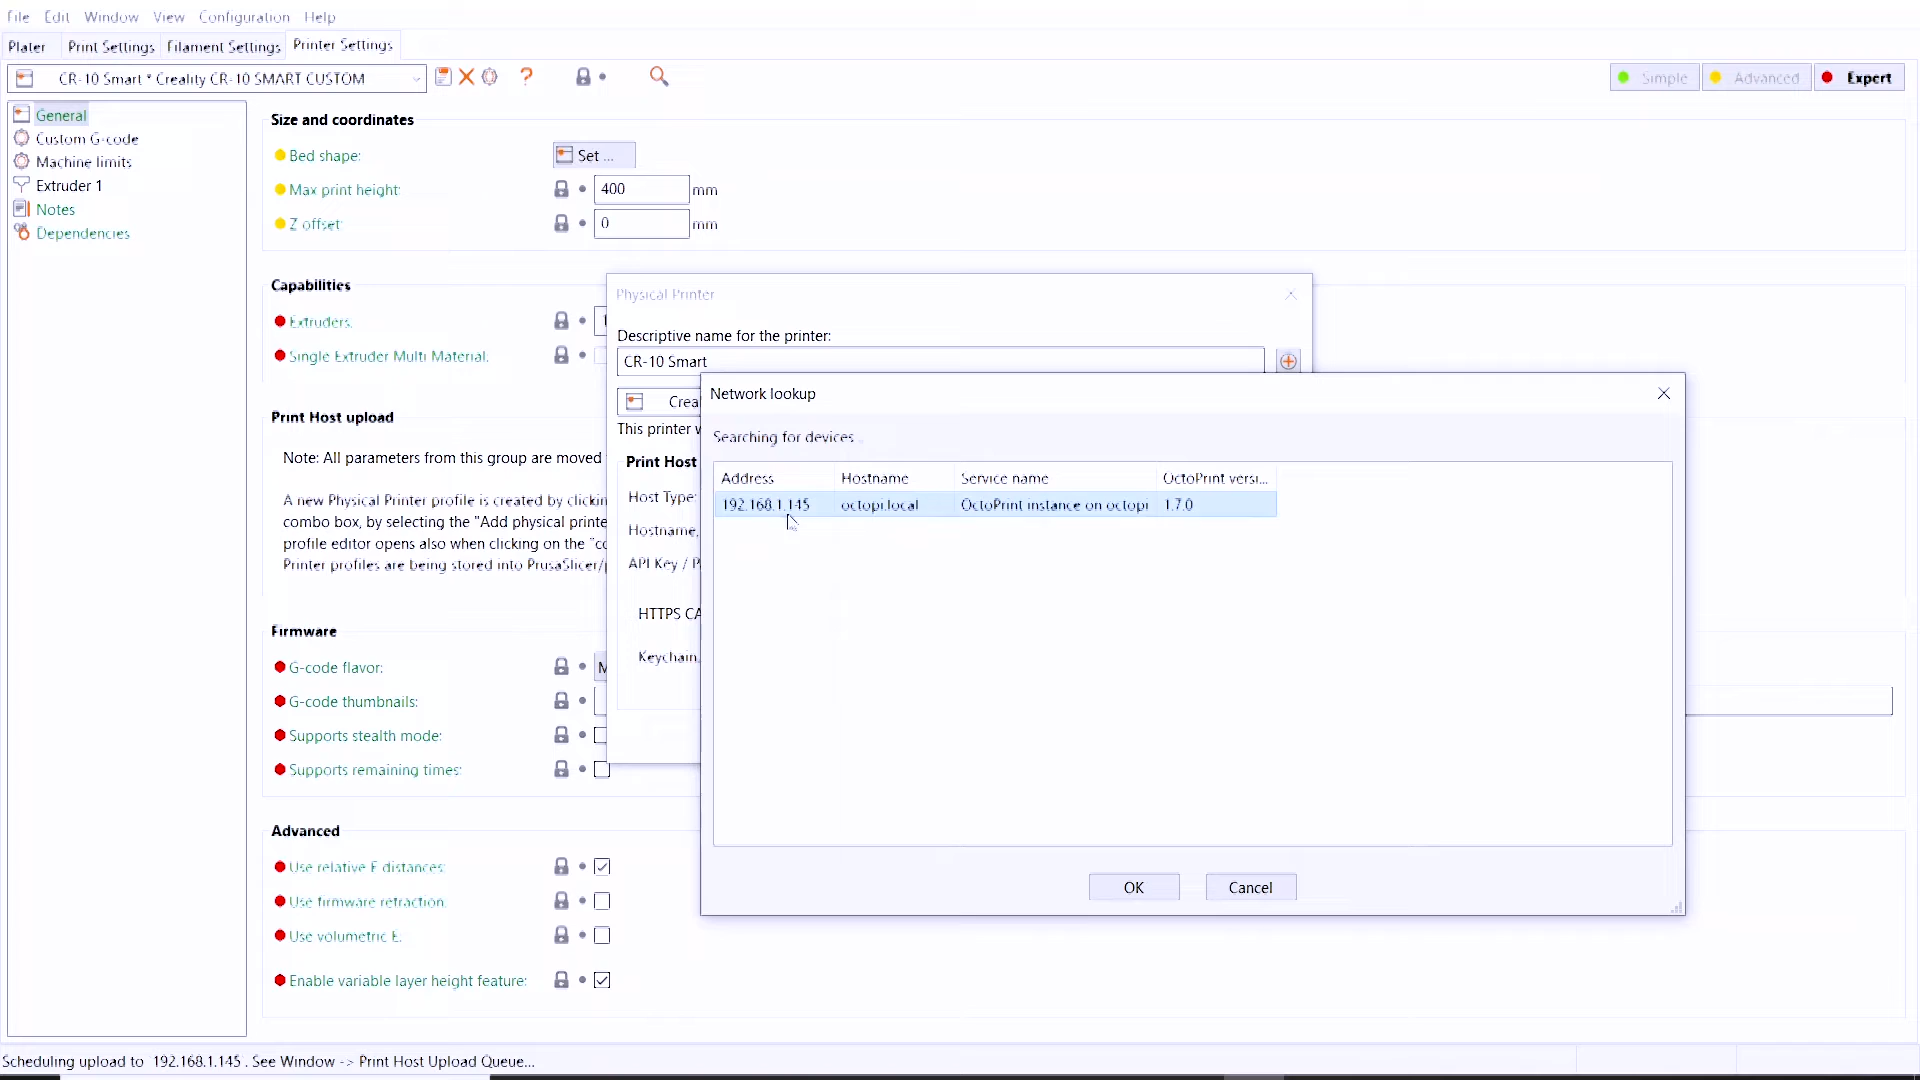 File Edit Window View Configuration Help
Plater Print Settings Filament Settings Printer Settings
CR-10 Smart * Creality CR-10 SMART CUSTOM
Simple Advanced Expert
General
Custom G-code
Machine limits
Extruder 1
Notes
Dependencies
Size and coordinates
Bed shape: Set ...
Max print height: 400 mm
Z offset: 0 mm
Capabilities
Extruders:
Single Extruder Multi Material:
Print Host upload
Note: All parameters from this group are moved
A new Physical Printer profile is created by
combo box, by selecting the "Add physical
profile editor opens also when clicking on the
Printer profiles are being stored into
Firmware
G-code flavor:
G-code thumbnails:
Supports stealth mode:
Supports remaining times:
Advanced
Use relative E distances:
Use firmware retraction:
Use volumetric E:
Enable variable layer height feature:
Physical Printer
Descriptive name for the printer:
CR-10 Smart
This printer
Print Host
Host Type:
Hostname,
API Key /
HTTPS CA
Keychain
Network lookup
Searching for devices ..
Address Hostname Service name OctoPrint versi...
192.168.1.145 octopi.local OctoPrint instance on octopi 1.7.0
OK Cancel
Scheduling upload to 192.168.1.145 . See Window -> Print Host Upload Queue...